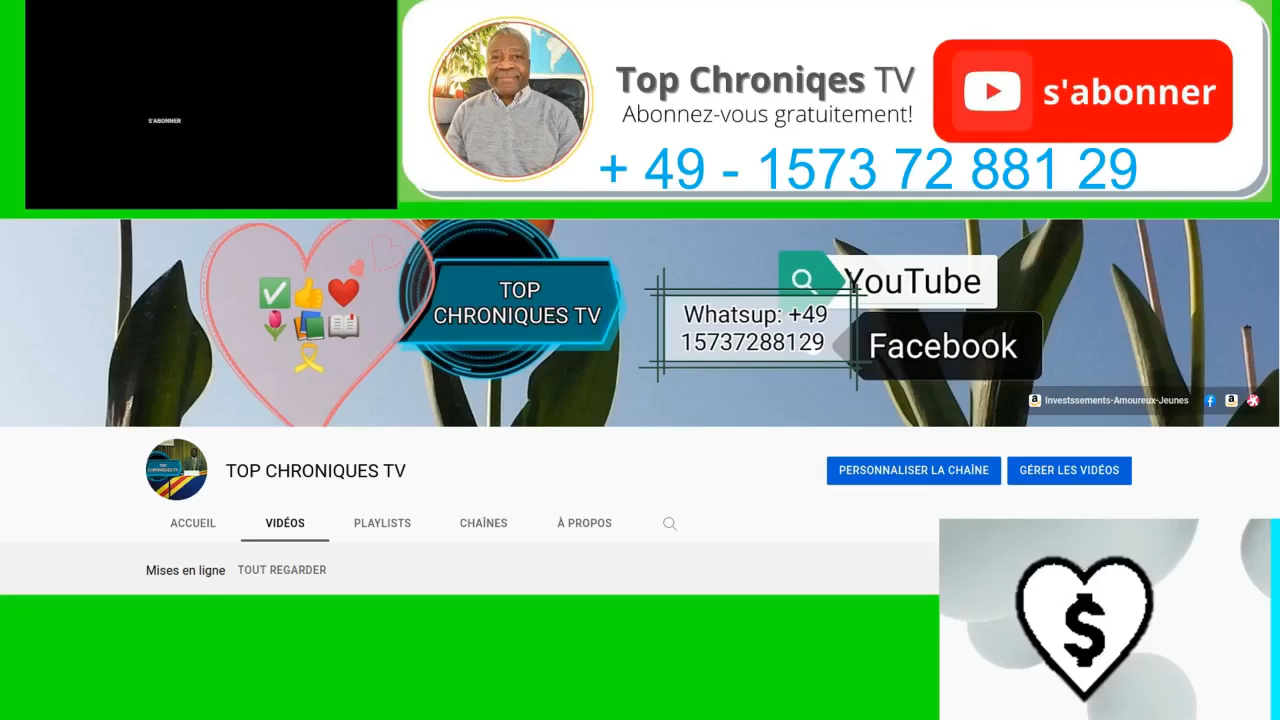 S'ABONNER
Top Chroniqes TV
Abonnez-vous gratuitement!
s'abonner
+ 49 - 1573 72 881 29
TOP
CHRONIQUES TV
YouTube
Whatsup: +49
15737288129
Facebook
Investssements-Amoureux-Jeunes
TOP CHRONIQUES TV
PERSONNALISER LA CHAÎNE
GÉRER LES VIDÉOS
ACCUEIL VIDÉOS PLAYLISTS CHAÎNES À PROPOS
Mises en ligne TOUT REGARDER
$